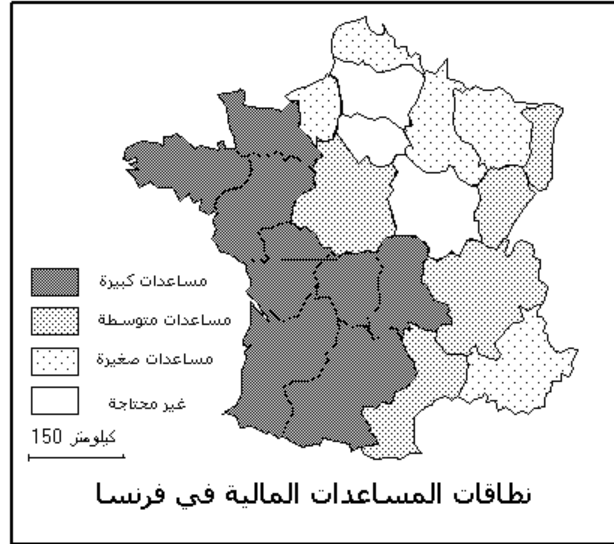 مساعدات كبيرة
مساعدات متوسطة
مساعدات صغيرة
غير محتاجة
150 كيلومتر
نطاقات المساعدات المالية في فرنسا